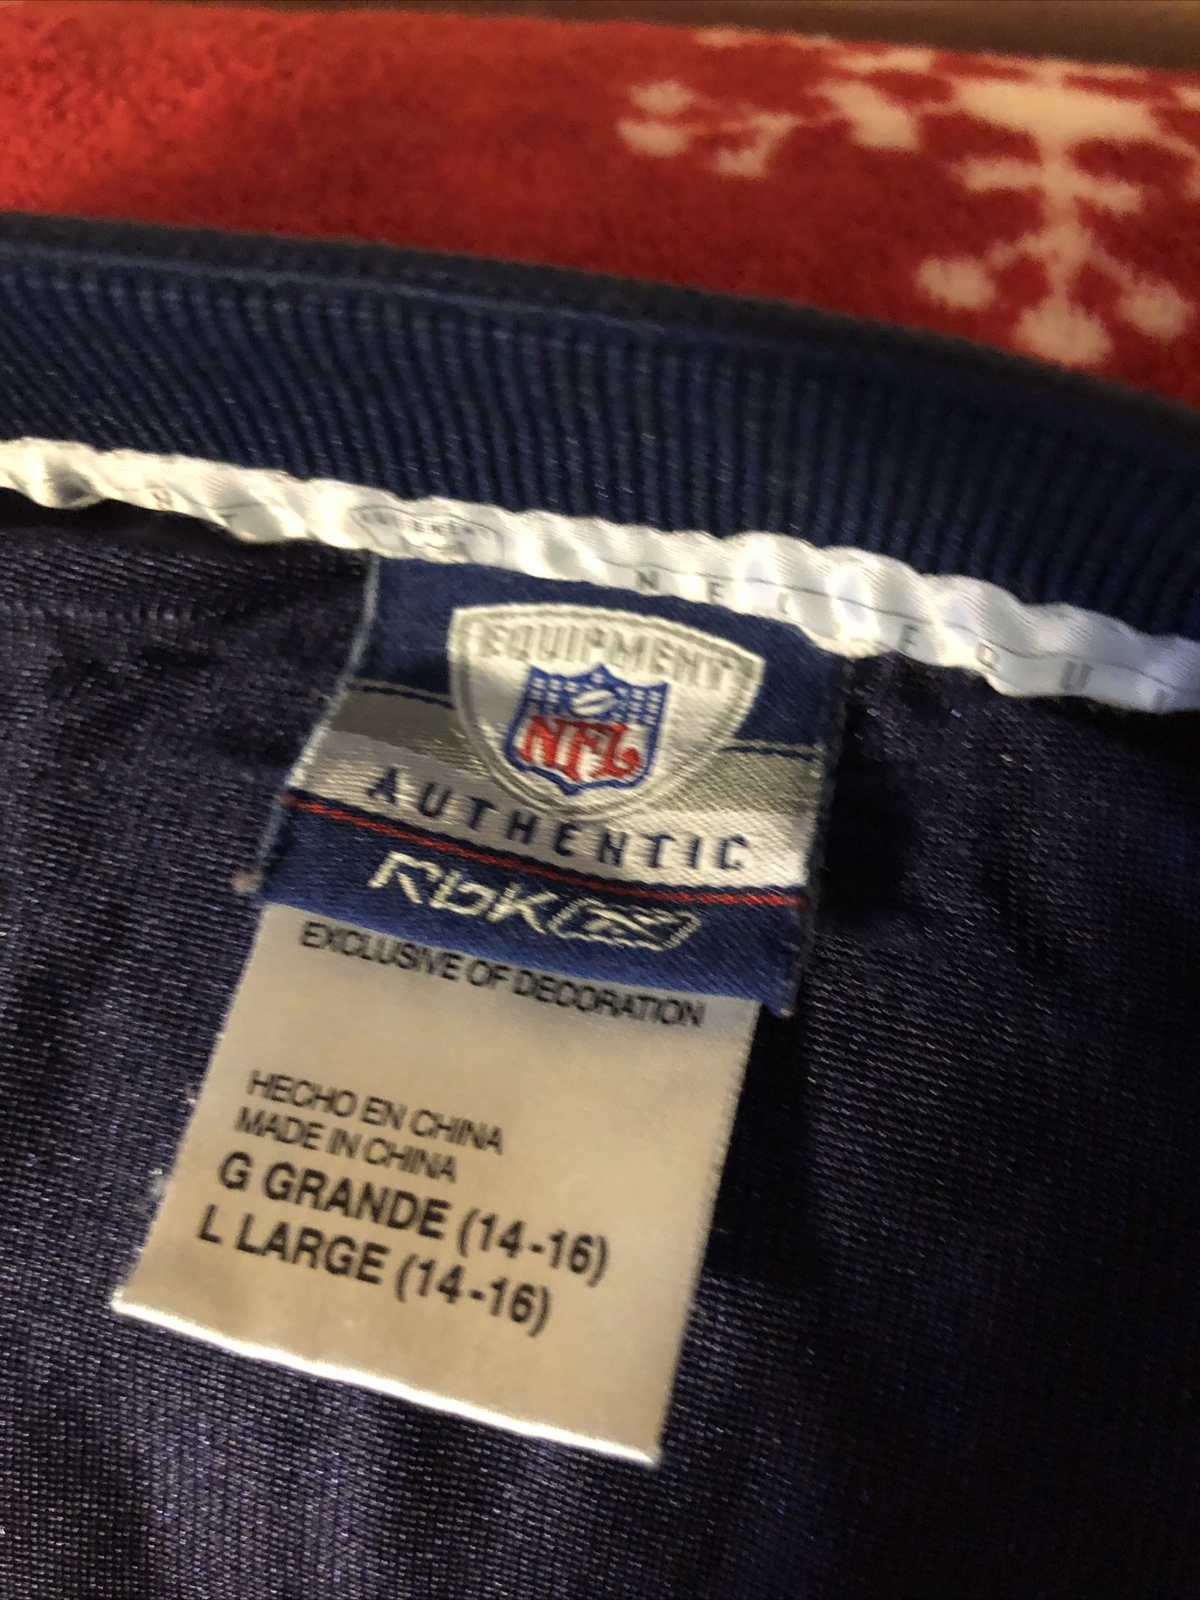 N F L E Q U
EQUIPMENT
NFL
AUTHENTIC
RbK
EXCLUSIVE OF DECORATION
HECHO EN CHINA
MADE IN CHINA
G GRANDE (14-16)
L LARGE (14-16)